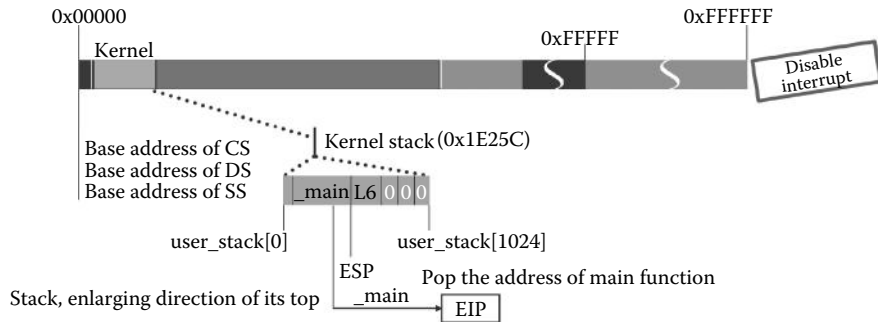 0x00000
0xFFFFFF
Kernel
0xFFFFF
Disable
interrupt
Kernel stack (0x1E25C)
Base address of CS
Base address of DS
Base address of SS
_main L6 0 0 0
user_stack[0]
user_stack[1024]
ESP
Pop the address of main function
Stack, enlarging direction of its top
_main
EIP